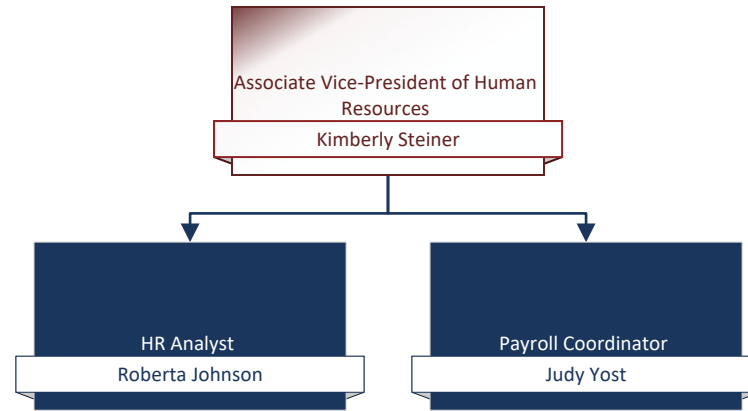 Associate Vice-President of Human
Resources
Kimberly Steiner
HR Analyst
Roberta Johnson
Payroll Coordinator
Judy Yost